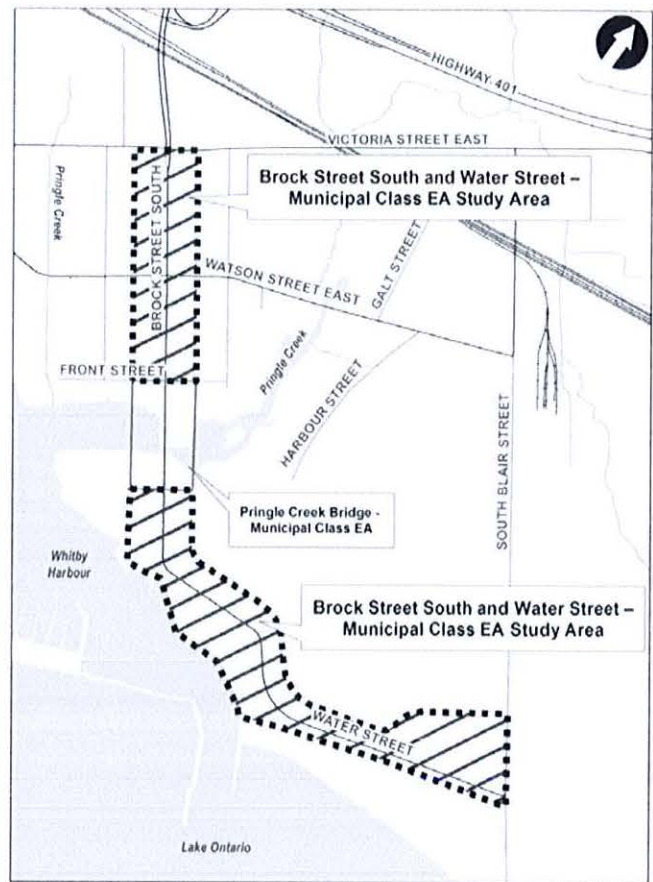 HIGHWAY 401
VICTORIA STREET EAST
Brock Street South and Water Street –
Municipal Class EA Study Area
Pringle Creek
BROCK STREET SOUTH
WATSON STREET EAST
GALT STREET
FRONT STREET
Pringle Creek
HARBOUR STREET
SOUTH BLAIR STREET
Pringle Creek Bridge -
Municipal Class EA
Whitby
Harbour
Brock Street South and Water Street –
Municipal Class EA Study Area
WATER STREET
Lake Ontario